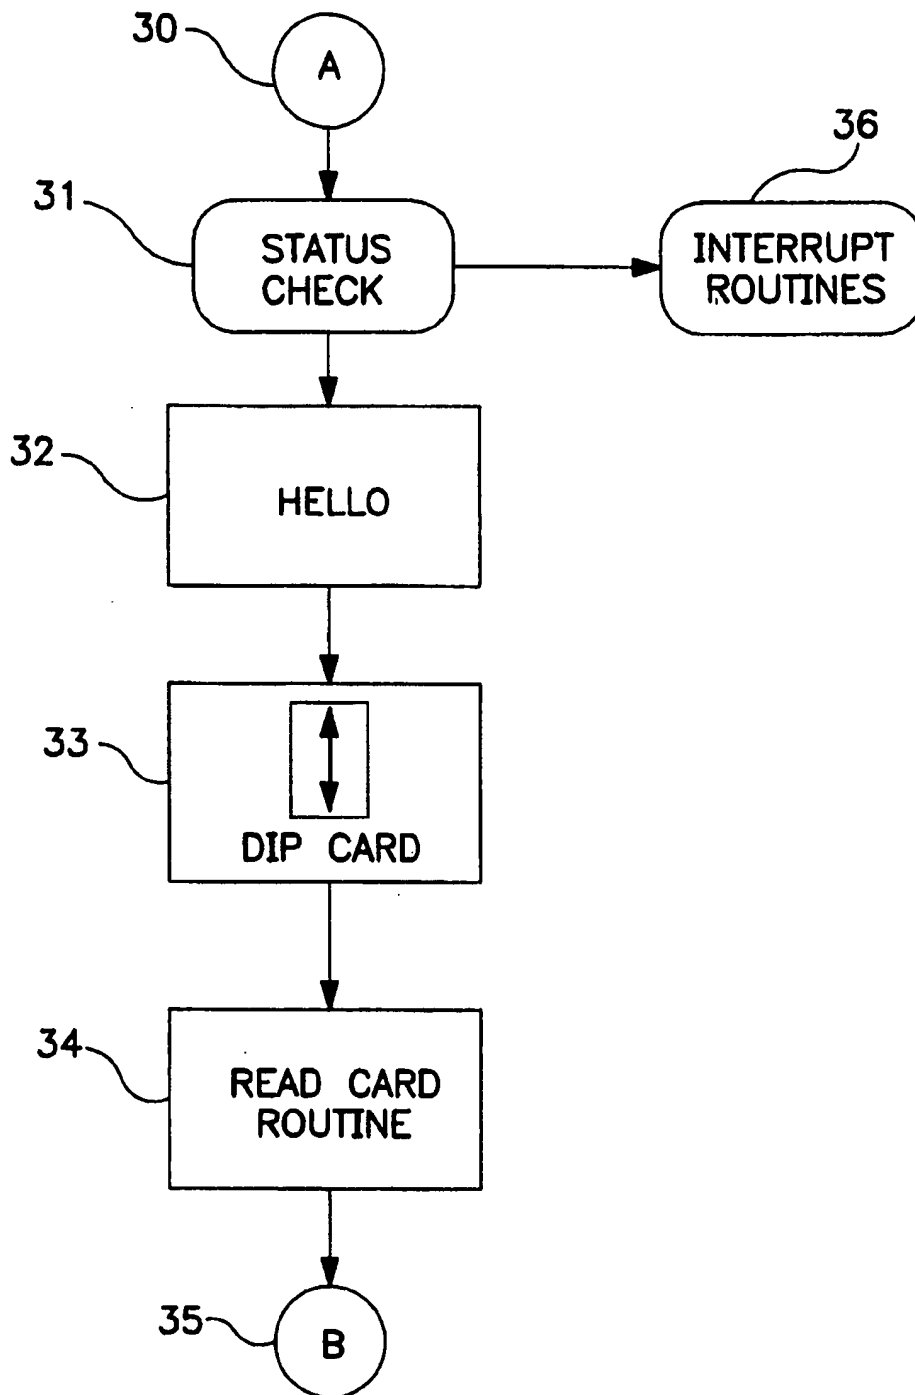 30
A
36
31
STATUS
CHECK
INTERRUPT
ROUTINES
32
HELLO
33
DIP CARD
34
READ CARD
ROUTINE
35
B